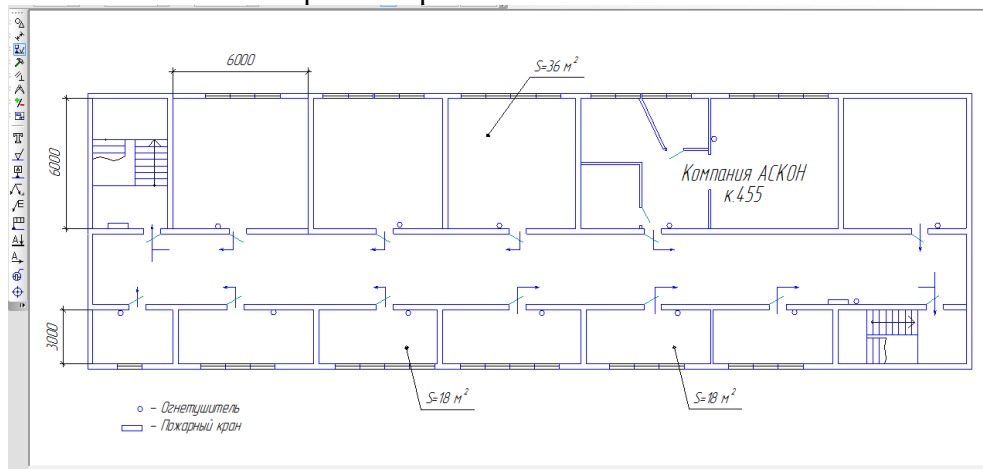 6000
S=36 м²
6000
Компания АСКОН
к.455
3000
S=18 м²
S=18 м²
– Огнетушитель
– Пожарный кран